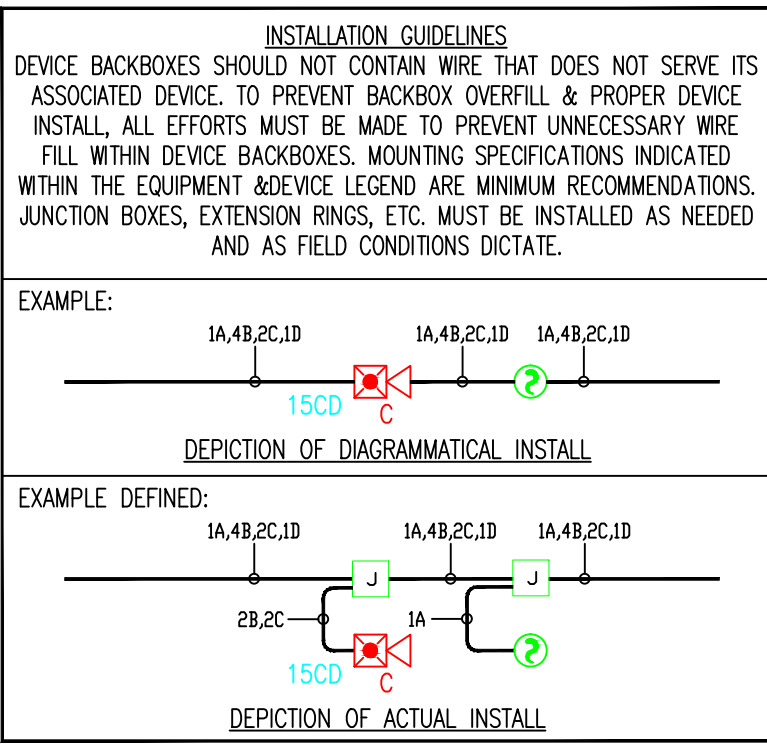 INSTALLATION GUIDELINES
DEVICE BACKBOXES SHOULD NOT CONTAIN WIRE THAT DOES NOT SERVE ITS
ASSOCIATED DEVICE. TO PREVENT BACKBOX OVERFILL & PROPER DEVICE
INSTALL, ALL EFFORTS MUST BE MADE TO PREVENT UNNECESSARY WIRE
FILL WITHIN DEVICE BACKBOXES. MOUNTING SPECIFICATIONS INDICATED
WITHIN THE EQUIPMENT &DEVICE LEGEND ARE MINIMUM RECOMMENDATIONS.
JUNCTION BOXES, EXTENSION RINGS, ETC. MUST BE INSTALLED AS NEEDED
AND AS FIELD CONDITIONS DICTATE.
EXAMPLE:
1A,4B,2C,1D 1A,4B,2C,1D 1A,4B,2C,1D
15CD C
DEPICTION OF DIAGRAMMATICAL INSTALL
EXAMPLE DEFINED:
1A,4B,2C,1D 1A,4B,2C,1D 1A,4B,2C,1D
J J
2B,2C 1A
15CD C
DEPICTION OF ACTUAL INSTALL